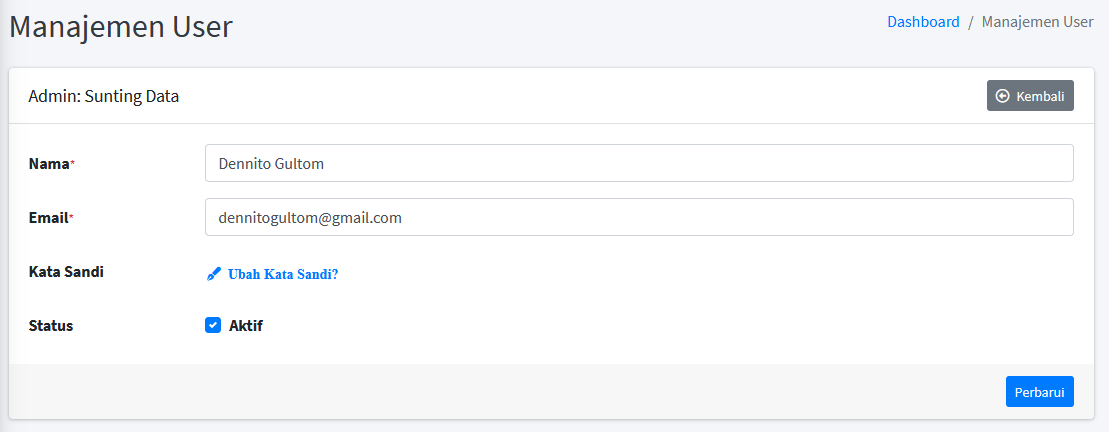 Manajemen User
Dashboard / Manajemen User
Admin: Sunting Data
Kembali
Nama* Dennito Gultom
Email* dennitogultom@gmail.com
Kata Sandi Ubah Kata Sandi?
Status Aktif
Perbarui